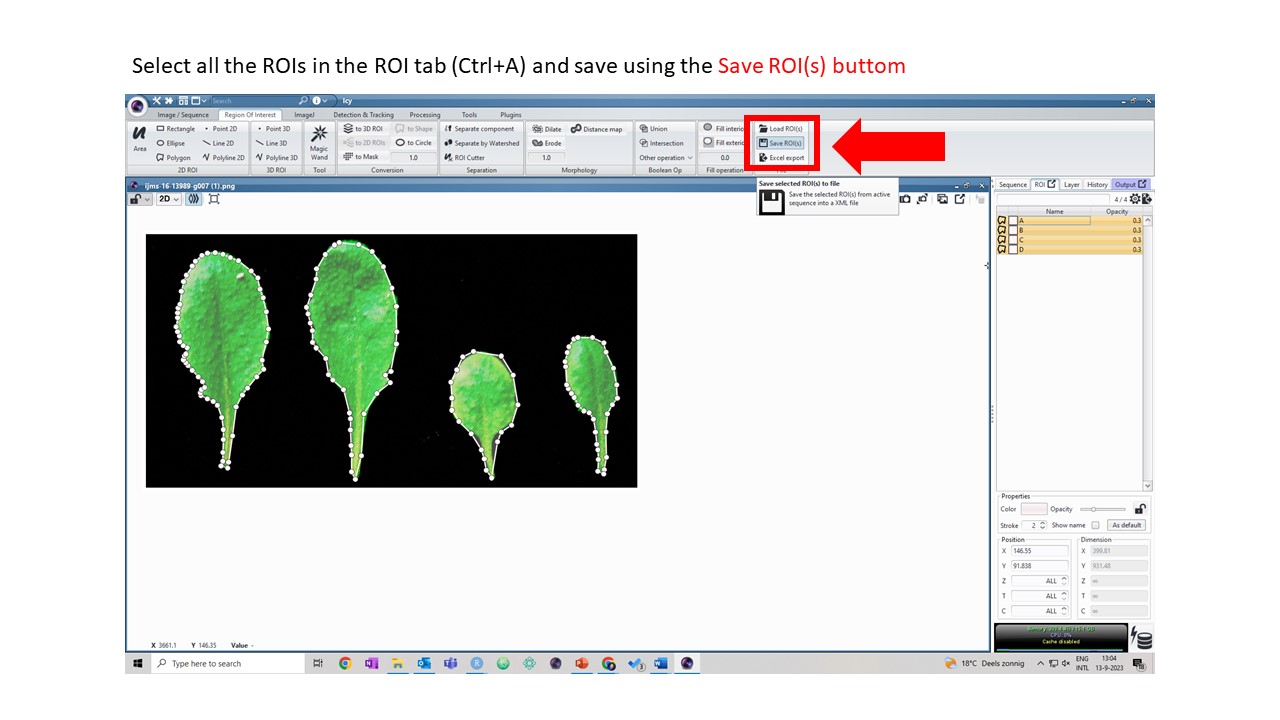 Select all the ROIs in the ROI tab (Ctrl+A) and save using the Save ROI(s) buttom
Search Icy
Image / Sequence Region Of Interest ImageJ Detection & Tracking Processing Tools Plugins
Rectangle Point 2D Point 3D to 3D ROI to Shape Separate component Dilate Distance map Union Fill interio Load ROI(s)
Area Ellipse Line 2D Line 3D Magic Wand to 2D ROIs to Circle Separate by Watershed Erode Intersection Fill exterio Save ROI(s)
Polygon Polyline 2D Polyline 3D to Mask 1.0 ROI Cutter 1.0 Other operation 0.0 Excel export
2D ROI 3D ROI Tool Conversion Separation Morphology Boolean Op Fill operation
ijms-16-13989-g007 (1).png
2D
Save selected ROI(s) to file
Save the selected ROI(s) from active
sequence into a XML file
Sequence ROI Layer History Output
4 / 4
Name Opacity
A 0.3
B 0.3
C 0.3
D 0.3
Properties
Color Opacity
Stroke 2 Show name As default
Position Dimension
X 146.55 X 399.81
Y 91.838 Y 931.48
Z ALL Z ∞
T ALL T ∞
C ALL C ∞
CPU: 0%
Cache disabled
X 3661.1 Y 146.35 Value -
Type here to search
18°C Deels zonnig
ENG
INTL
13:04
13-9-2023